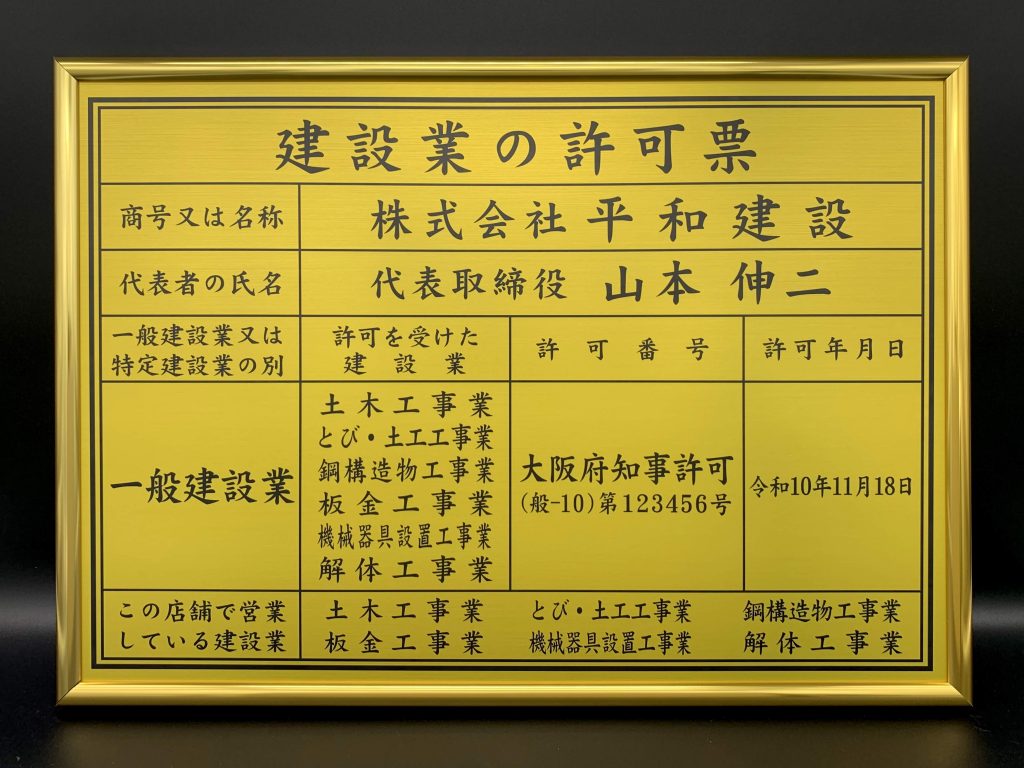 建設業の許可票
商号又は名称 株式会社 平和建設
代表者の氏名 代表取締役 山本 伸二
一般建設業又は
特定建設業の別
許可を受けた
建設業
許可番号
許可年月日
一般建設業
土木工事業
とび・土工工事業
鋼構造物工事業
板金工事業
機械器具設置工事業
解体工事業
大阪府知事許可
(般-10)第123456号
令和10年11月18日
この店舗で営業
している建設業
土木工事業 とび・土工工事業 鋼構造物工事業
板金工事業 機械器具設置工事業 解体工事業